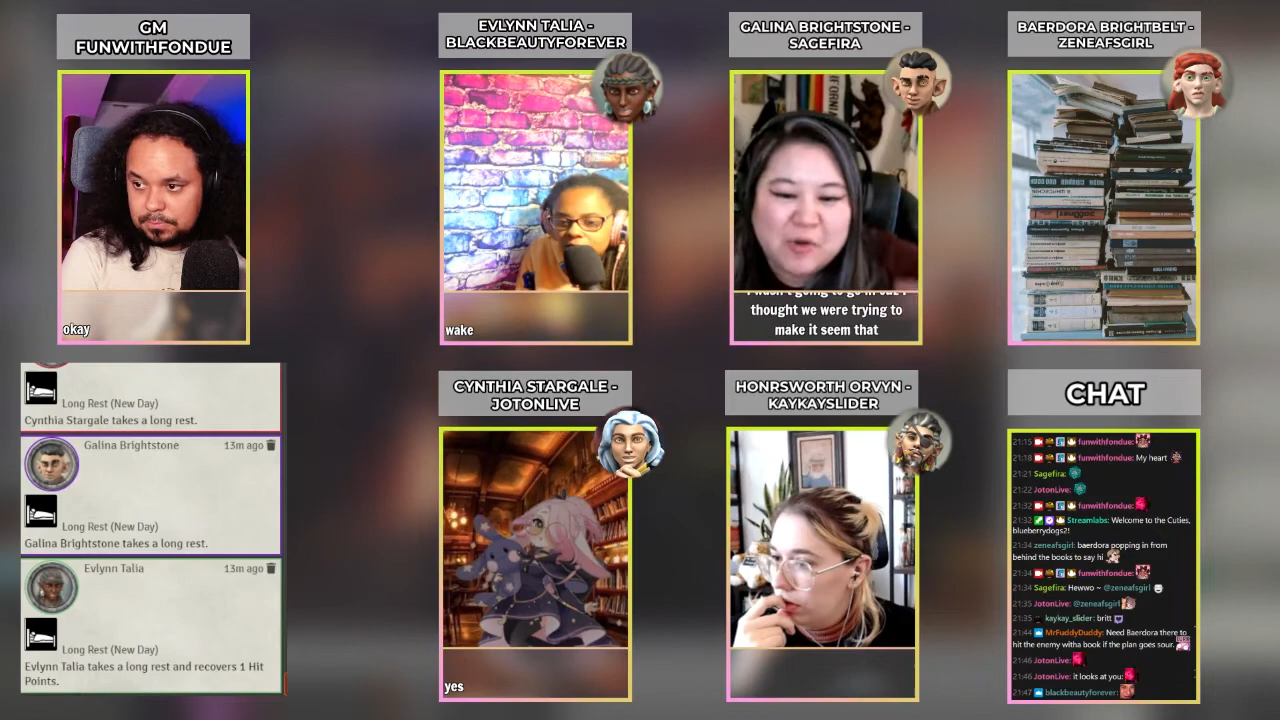 GM
FUNWITHFONDUE
okay
EVLYNN TALIA -
BLACKBEAUTYFOREVER
wake
GALINA BRIGHTSTONE -
SAGEFIRA
thought we were trying to
make it seem that
BAERDORA BRIGHTBELT -
ZENEAFSGIRL
Long Rest (New Day)
Cynthia Stargale takes a long rest.
Galina Brightstone 13m ago
Long Rest (New Day)
Galina Brightstone takes a long rest.
Evlynn Talia 13m ago
Long Rest (New Day)
Evlynn Talia takes a long rest and recovers 1 Hit
Points.
CYNTHIA STARGALE -
JOTONLIVE
yes
HONRSWORTH ORVYN -
KAYKAYSLIDER
CHAT
21:15 funwithfondue:
21:18 funwithfondue: My heart
21:21 Sagefira:
21:22 JotonLive:
21:32 funwithfondue:
21:32 Streamlabs: Welcome to the Cuties,
blueberrydogs2!
21:34 zeneafsgirl: baerdora popping in from
behind the books to say hi
21:34 funwithfondue:
21:34 Sagefira: Hewwo ~ @zeneafsgirl
21:35 JotonLive: @zeneafsgirl
21:35 kaykay_slider: britt
21:44 MrFuddyDuddy: Need Baerdora there to
hit the enemy witha book if the plan goes sour.
21:46 JotonLive:
21:46 JotonLive: it looks at you:
21:47 blackbeautyforever: